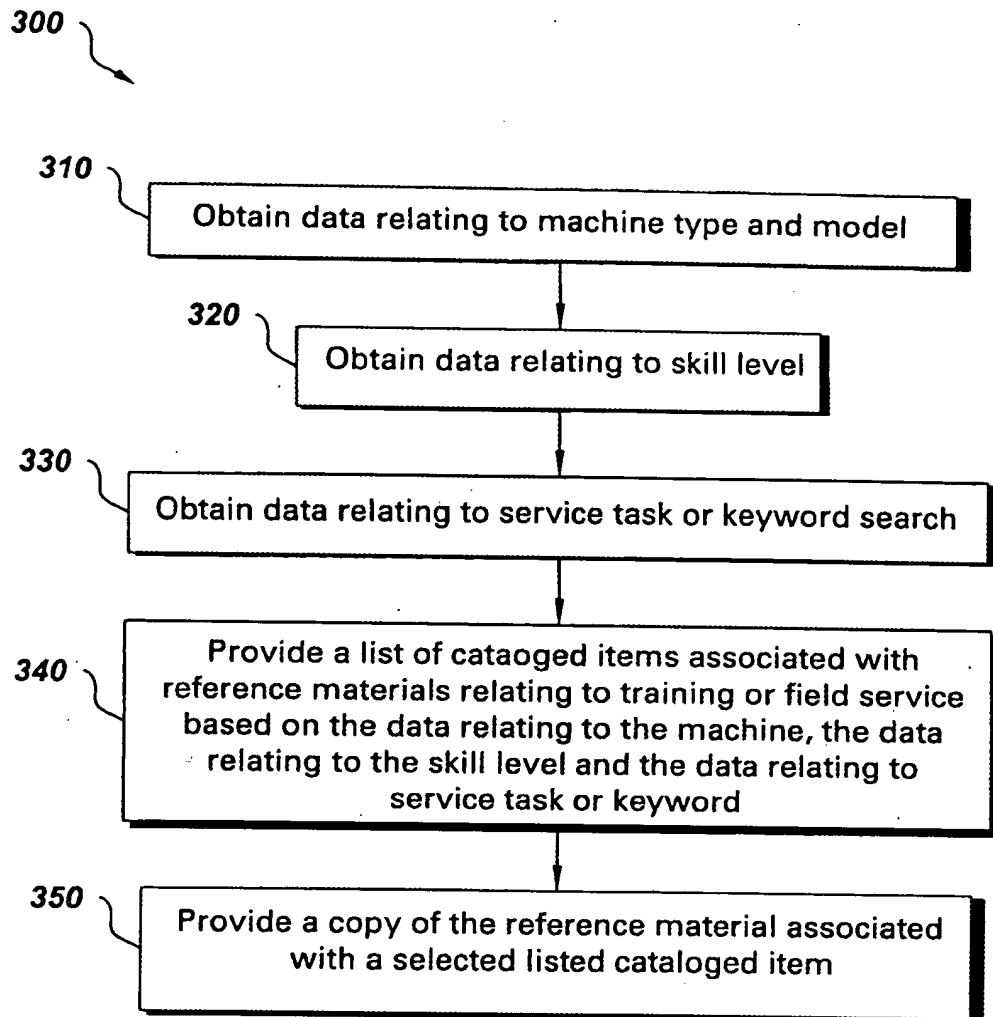 300
310
Obtain data relating to machine type and model
320
Obtain data relating to skill level
330
Obtain data relating to service task or keyword search
340
Provide a list of cataoged items associated with
reference materials relating to training or field service
based on the data relating to the machine, the data
relating to the skill level and the data relating to
service task or keyword
350
Provide a copy of the reference material associated
with a selected listed cataloged item